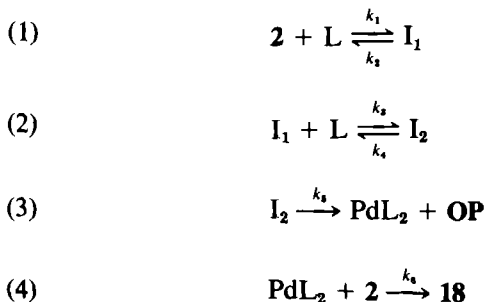 (1) 2 + L ⇌ I₁
k₁
k₂
(2) I₁ + L ⇌ I₂
k₃
k₄
(3) I₂ → PdL₂ + OP
k₅
(4) PdL₂ + 2 → 18
k₆